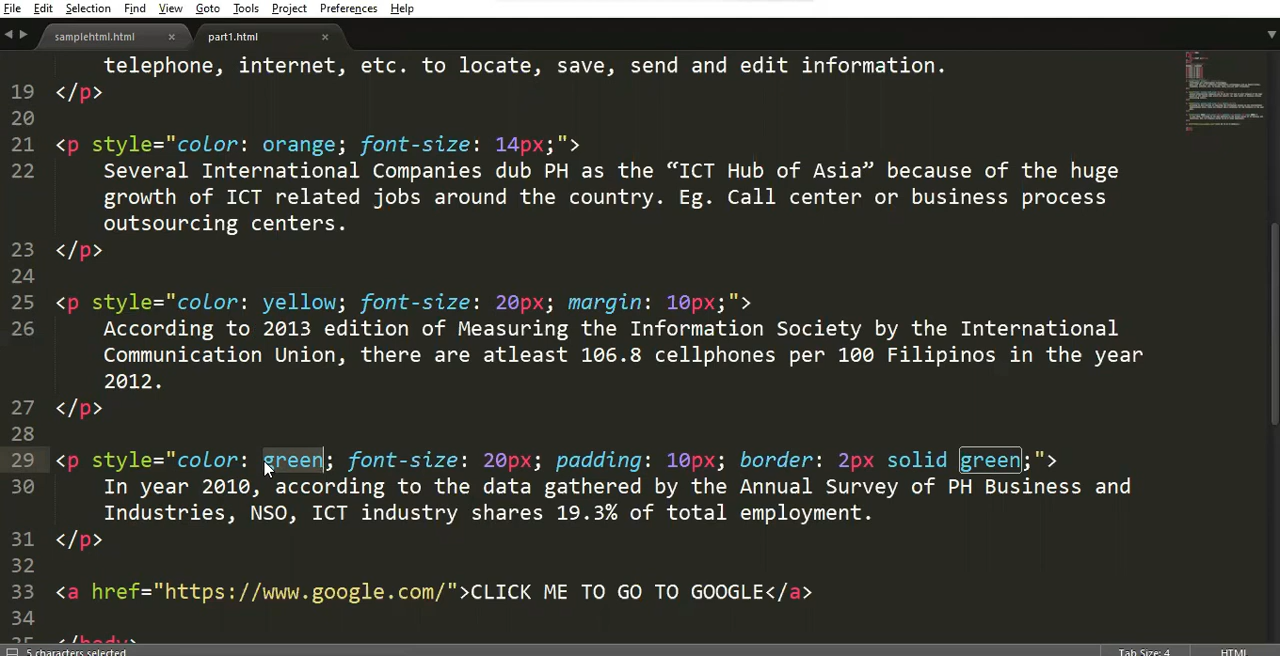 File Edit Selection Find View Goto Tools Project Preferences Help
samplehtml.html × part1.html ×
telephone, internet, etc. to locate, save, send and edit information.
19 </p>
20
21 <p style="color: orange; font-size: 14px;">
22 Several International Companies dub PH as the “ICT Hub of Asia” because of the huge
growth of ICT related jobs around the country. Eg. Call center or business process
outsourcing centers.
23 </p>
24
25 <p style="color: yellow; font-size: 20px; margin: 10px;">
26 According to 2013 edition of Measuring the Information Society by the International
Communication Union, there are atleast 106.8 cellphones per 100 Filipinos in the year
2012.
27 </p>
28
29 <p style="color: green; font-size: 20px; padding: 10px; border: 2px solid green;">
30 In year 2010, according to the data gathered by the Annual Survey of PH Business and
Industries, NSO, ICT industry shares 19.3% of total employment.
31 </p>
32
33 <a href="https://www.google.com/">CLICK ME TO GO TO GOOGLE</a>
34
35 </body>
5 characters selected Tab Size: 4 HTML